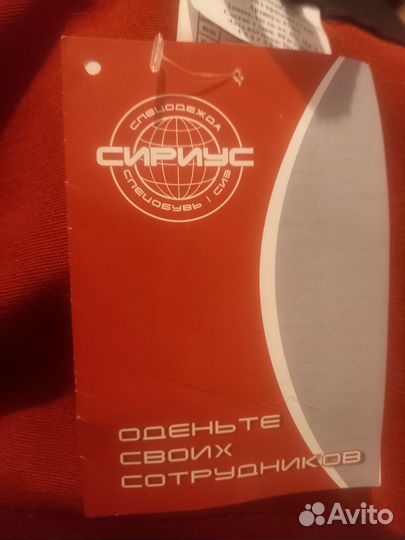 СПЕЦОДЕЖДА
СИРИУС
СПЕЦОБУВЬ | СИЗ
ОДЕНЬТЕ
СВОИХ
СОТРУДНИКОВ
Avito